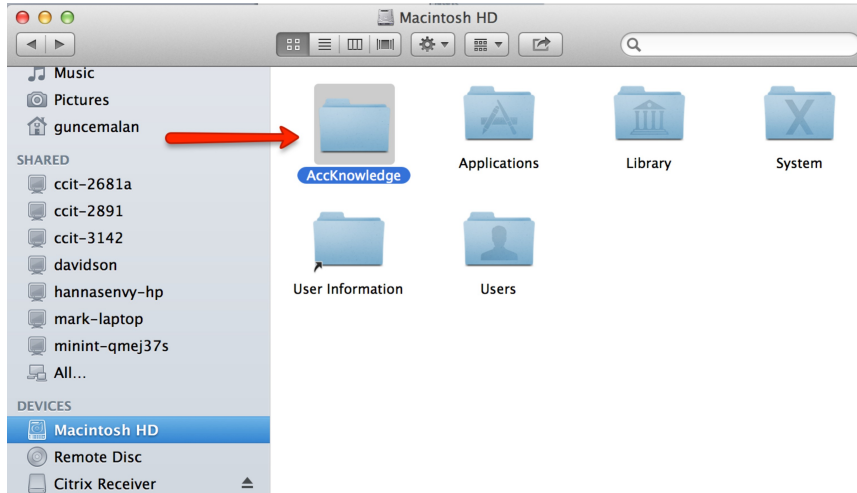 Macintosh HD
Music
Pictures
guncemalan
SHARED
ccit-2681a
ccit-2891
ccit-3142
davidson
hannasenvy-hp
mark-laptop
minint-qmej37s
All...
DEVICES
Macintosh HD
Remote Disc
Citrix Receiver
AccKnowledge
Applications
Library
System
User Information
Users